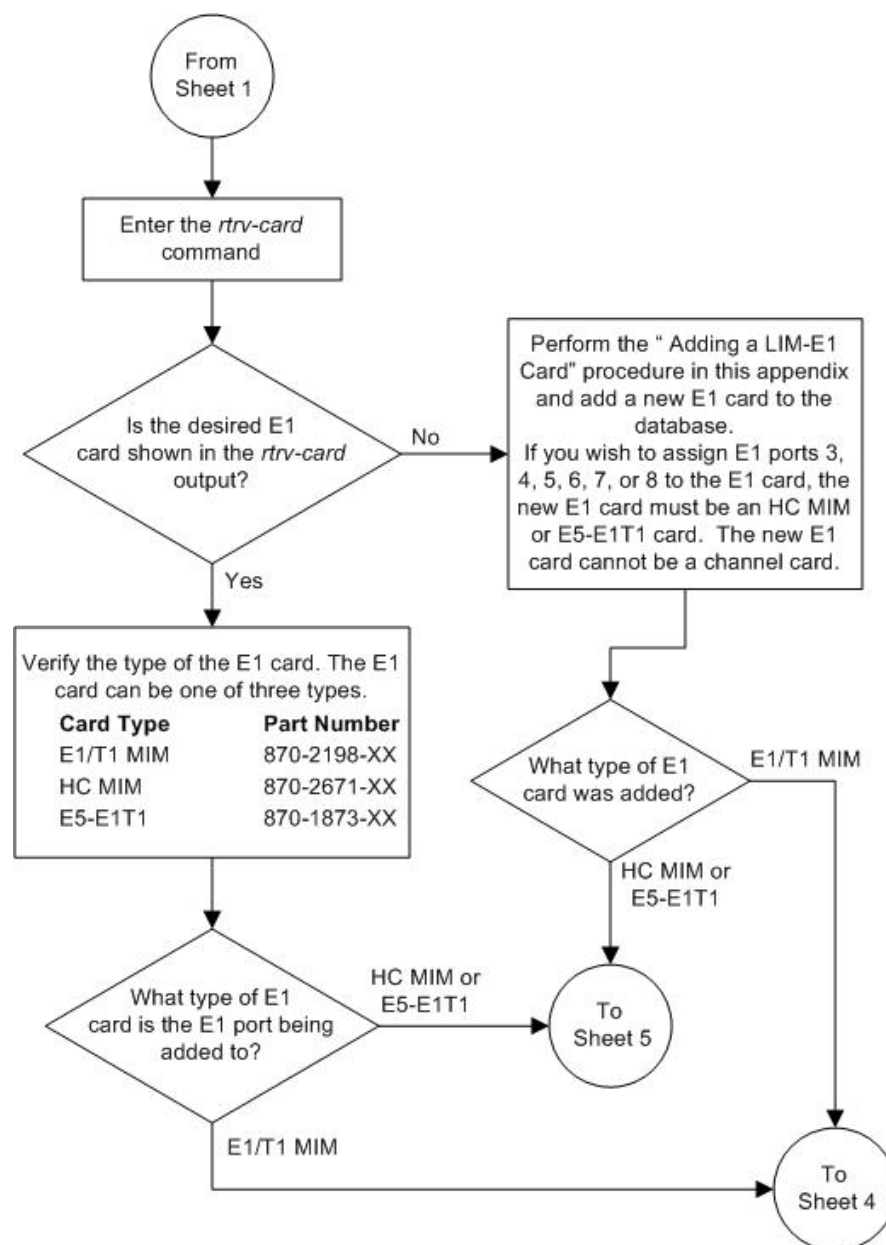 From
Sheet 1
Enter the rtrv-card
command
Is the desired E1
card shown in the rtrv-card
output?
No
Perform the “ Adding a LIM-E1
Card” procedure in this appendix
and add a new E1 card to the
database.
If you wish to assign E1 ports 3,
4, 5, 6, 7, or 8 to the E1 card, the
new E1 card must be an HC MIM
or E5-E1T1 card.  The new E1
card cannot be a channel card.
Yes
Verify the type of the E1 card. The E1
card can be one of three types.
Card Type Part Number
E1/T1 MIM 870-2198-XX
HC MIM 870-2671-XX
E5-E1T1 870-1873-XX
What type of E1
card was added?
E1/T1 MIM
HC MIM or
E5-E1T1
What type of E1
card is the E1 port being
added to?
HC MIM or
E5-E1T1
To
Sheet 5
E1/T1 MIM
To
Sheet 4